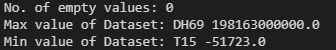 No. of empty values: 0
Max value of Dataset: DH69 198163000000.0
Min value of Dataset: T15 -51723.0